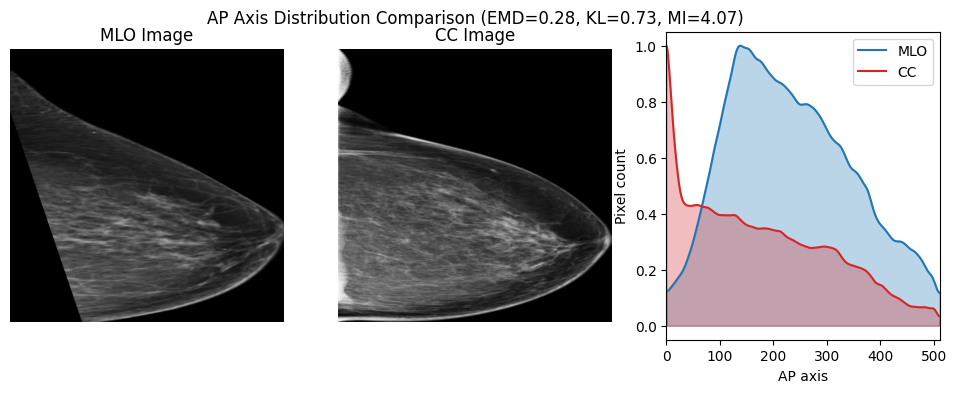 AP Axis Distribution Comparison (EMD=0.28, KL=0.73, MI=4.07)
MLO Image
CC Image
MLO
CC
Pixel count
1.0
0.8
0.6
0.4
0.2
0.0
0 100 200 300 400 500
AP axis